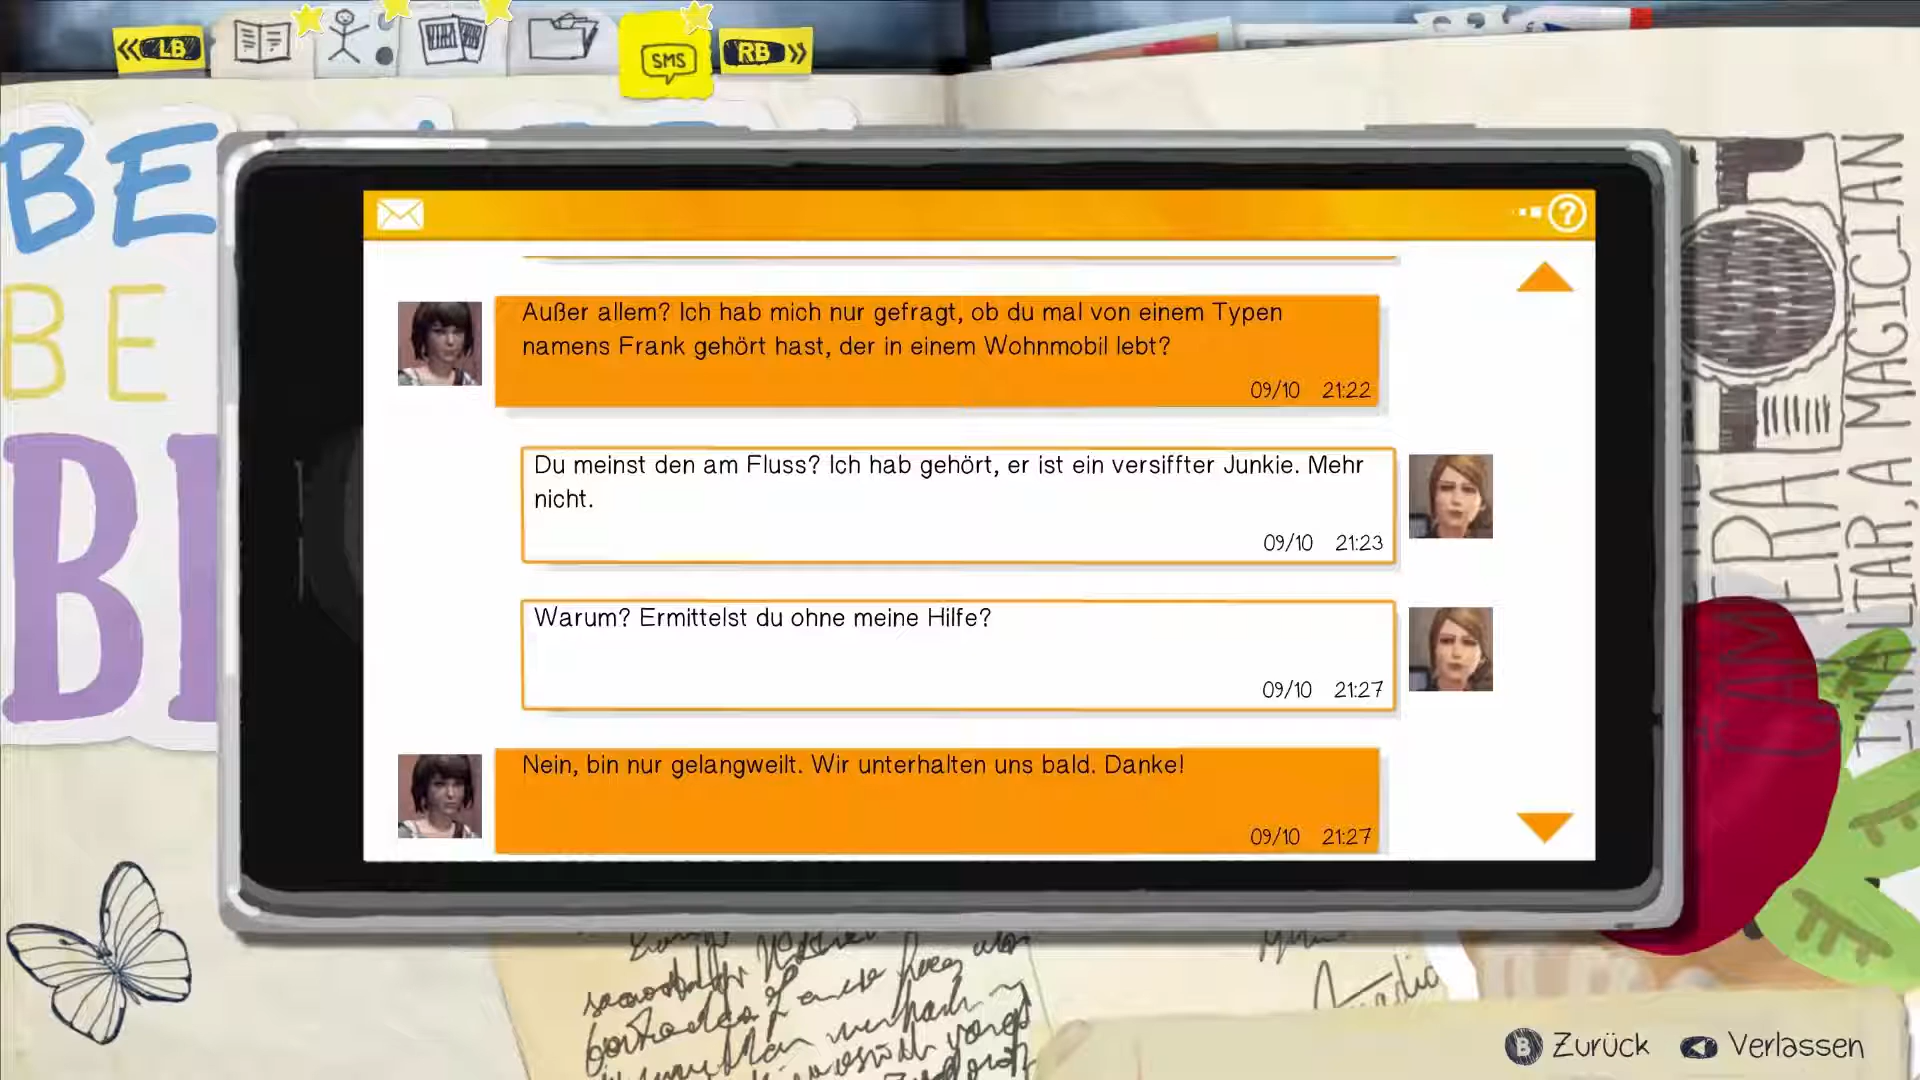 LB
SMS
RB
BE
BE
?
Außer allem? Ich hab mich nur gefragt, ob du mal von einem Typen
namens Frank gehört hast, der in einem Wohnmobil lebt?
09/10 21:22
Du meinst den am Fluss? Ich hab gehört, er ist ein versiffter Junkie. Mehr
nicht.
09/10 21:23
Warum? Ermittelst du ohne meine Hilfe?
09/10 21:27
Nein, bin nur gelangweilt. Wir unterhalten uns bald. Danke!
09/10 21:27
LIAR, A MAGICIAN
B Zurück
Verlassen